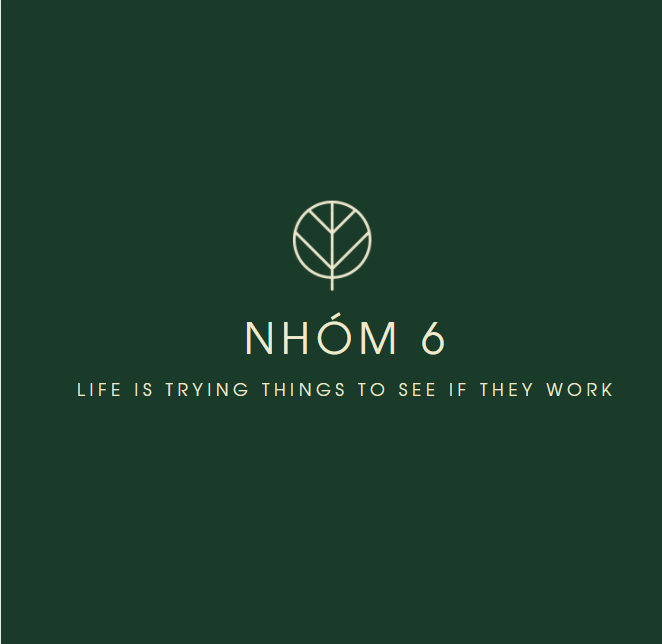 NHÓM 6
LIFE IS TRYING THINGS TO SEE IF THEY WORK